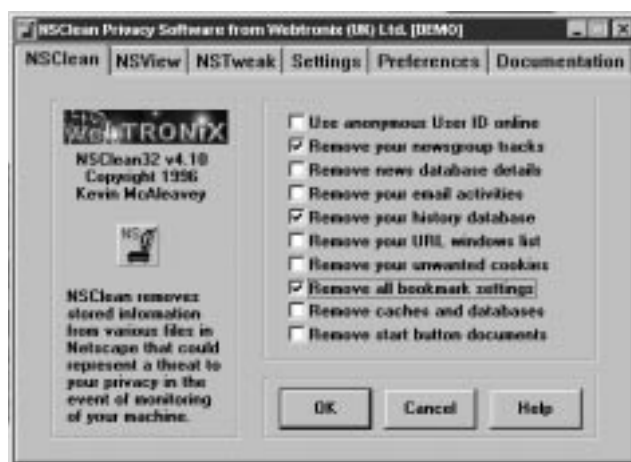 NSClean Privacy Software from Webtronix (UK) Ltd. [DEMO]
NSClean NSView NSTweak Settings Preferences Documentation
WebTRONIX
NSClean32 v4.10
Copyright 1996
Kevin McAleavey
NS
NSClean removes
stored information
from various files in
Netscape that could
represent a threat to
your privacy in the
event of monitoring
of your machine.
Use anonymous User ID online
Remove your newsgroup tracks
Remove news database details
Remove your email activities
Remove your history database
Remove your URL windows list
Remove your unwanted cookies
Remove all bookmark settings
Remove caches and databases
Remove start button documents
OK Cancel Help